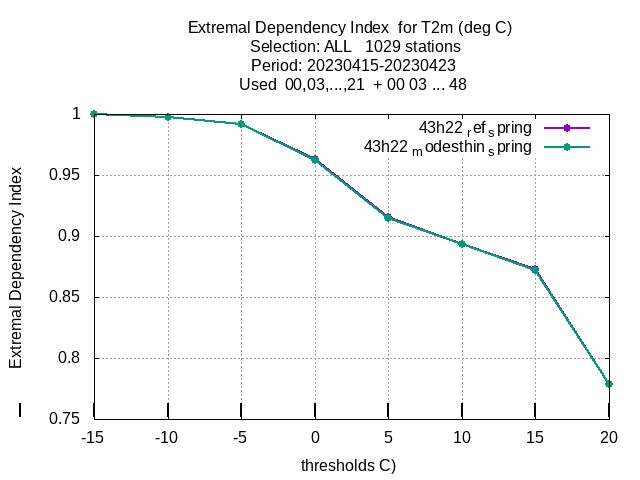 Extremal Dependency Index  for T2m (deg C)
Selection: ALL   1029 stations
Period: 20230415-20230423
Used  00,03,...,21  + 00 03 ... 48
43h22 ref spring
43h22 modesthin spring
Extremal Dependency Index
1
0.95
0.9
0.85
0.8
0.75
-15
-10
-5
0
5
10
15
20
thresholds C)